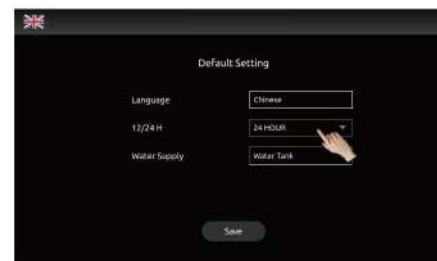 Default Setting
Language Chinese
12/24 H 24 HOUR
Water Supply Water Tank
Save